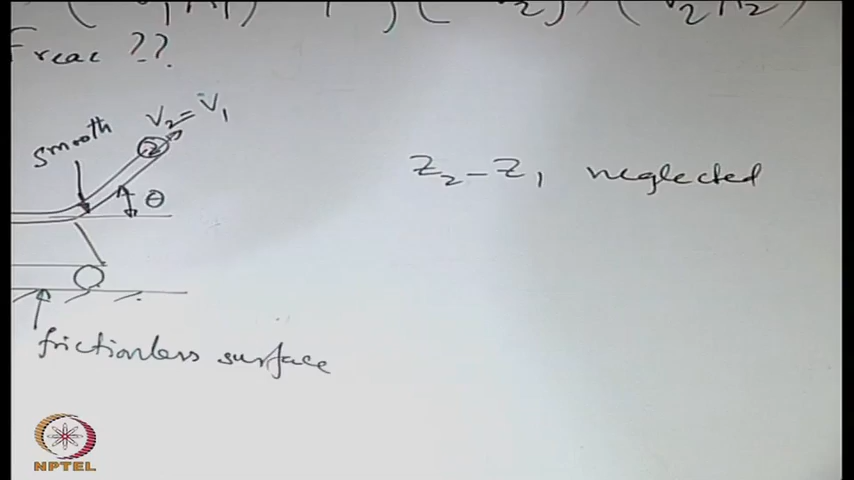 Freac ??
V₂ = V₁
smooth
②
θ
Z₂ – Z₁ neglected
frictionless surface
NPTEL